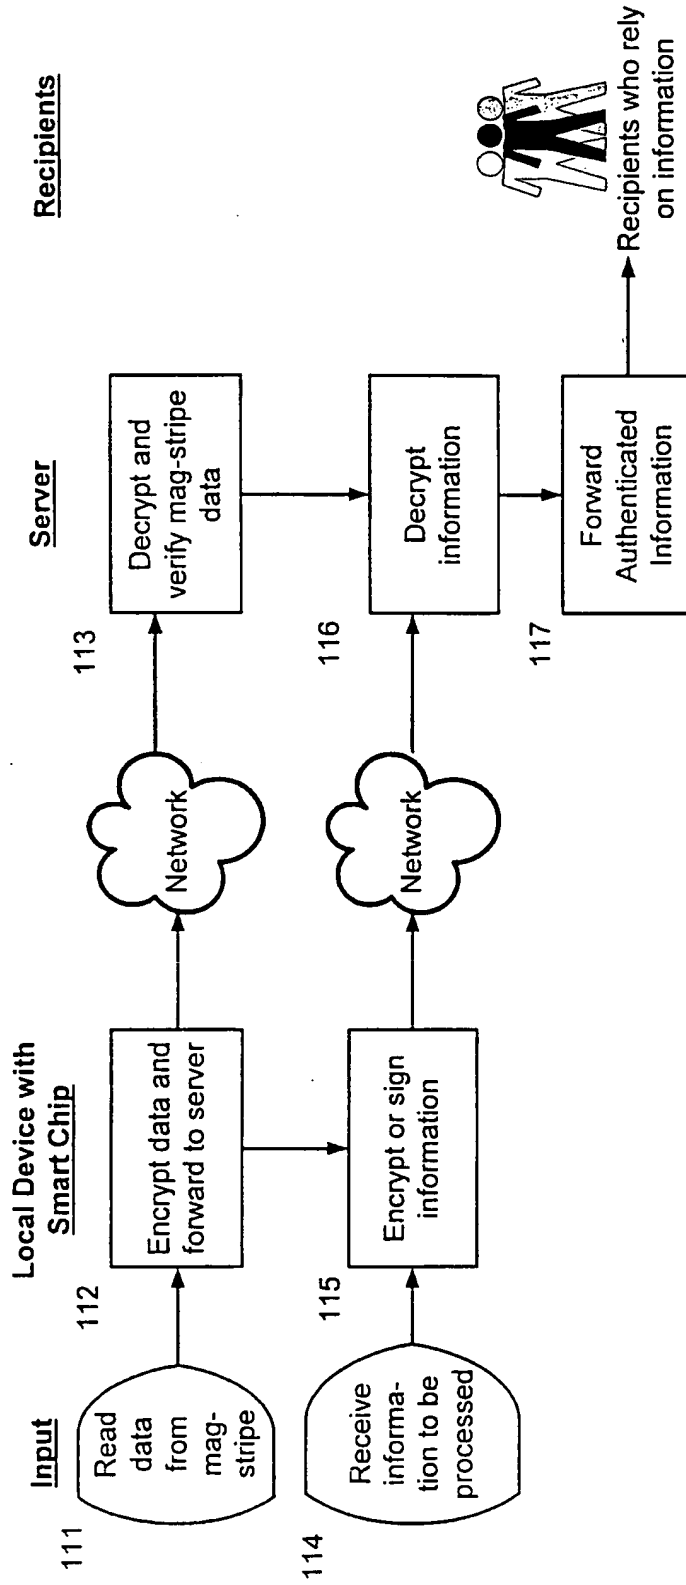 Input
Local Device with
Smart Chip
Server
Recipients
111
Read
data
from
mag-
stripe
112
Encrypt data and
forward to server
Network
113
Decrypt and
verify mag-stripe
data
114
Receive
informa-
tion to be
processed
115
Encrypt or sign
information
Network
116
Decrypt
information
117
Forward
Authenticated
Information
Recipients who rely
on information